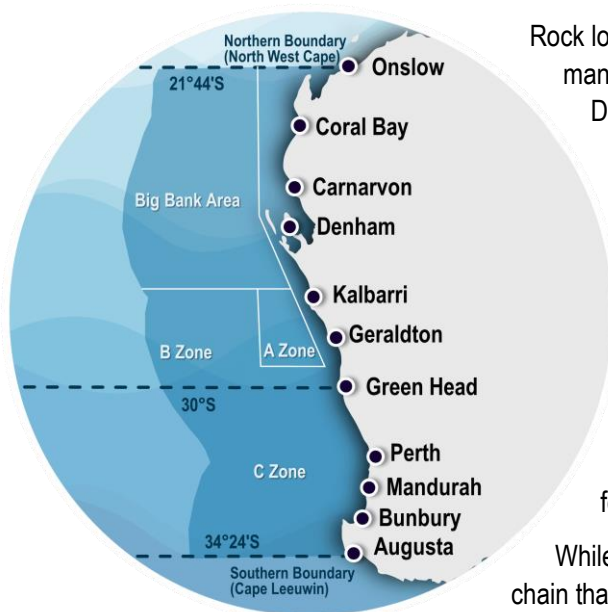 Northern Boundary
(North West Cape)
21°44'S
Onslow
Coral Bay
Carnarvon
Big Bank Area
Denham
Kalbarri
Geraldton
B Zone
A Zone
Green Head
30°S
C Zone
Perth
Mandurah
Bunbury
34°24'S
Augusta
Southern Boundary
(Cape Leeuwin)
Rock lo
man
D
fo
While
chain tha